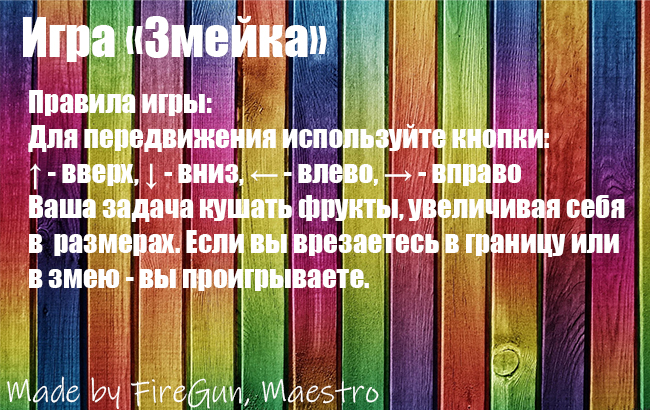 Игра «Змейка»
Правила игры:
Для передвижения используйте кнопки:
↑ - вверх, ↓ - вниз, ← - влево, → - вправо
Ваша задача кушать фрукты, увеличивая себя
в  размерах. Если вы врезаетесь в границу или
в змею - вы проигрываете.
Made by FireGun, Maestro